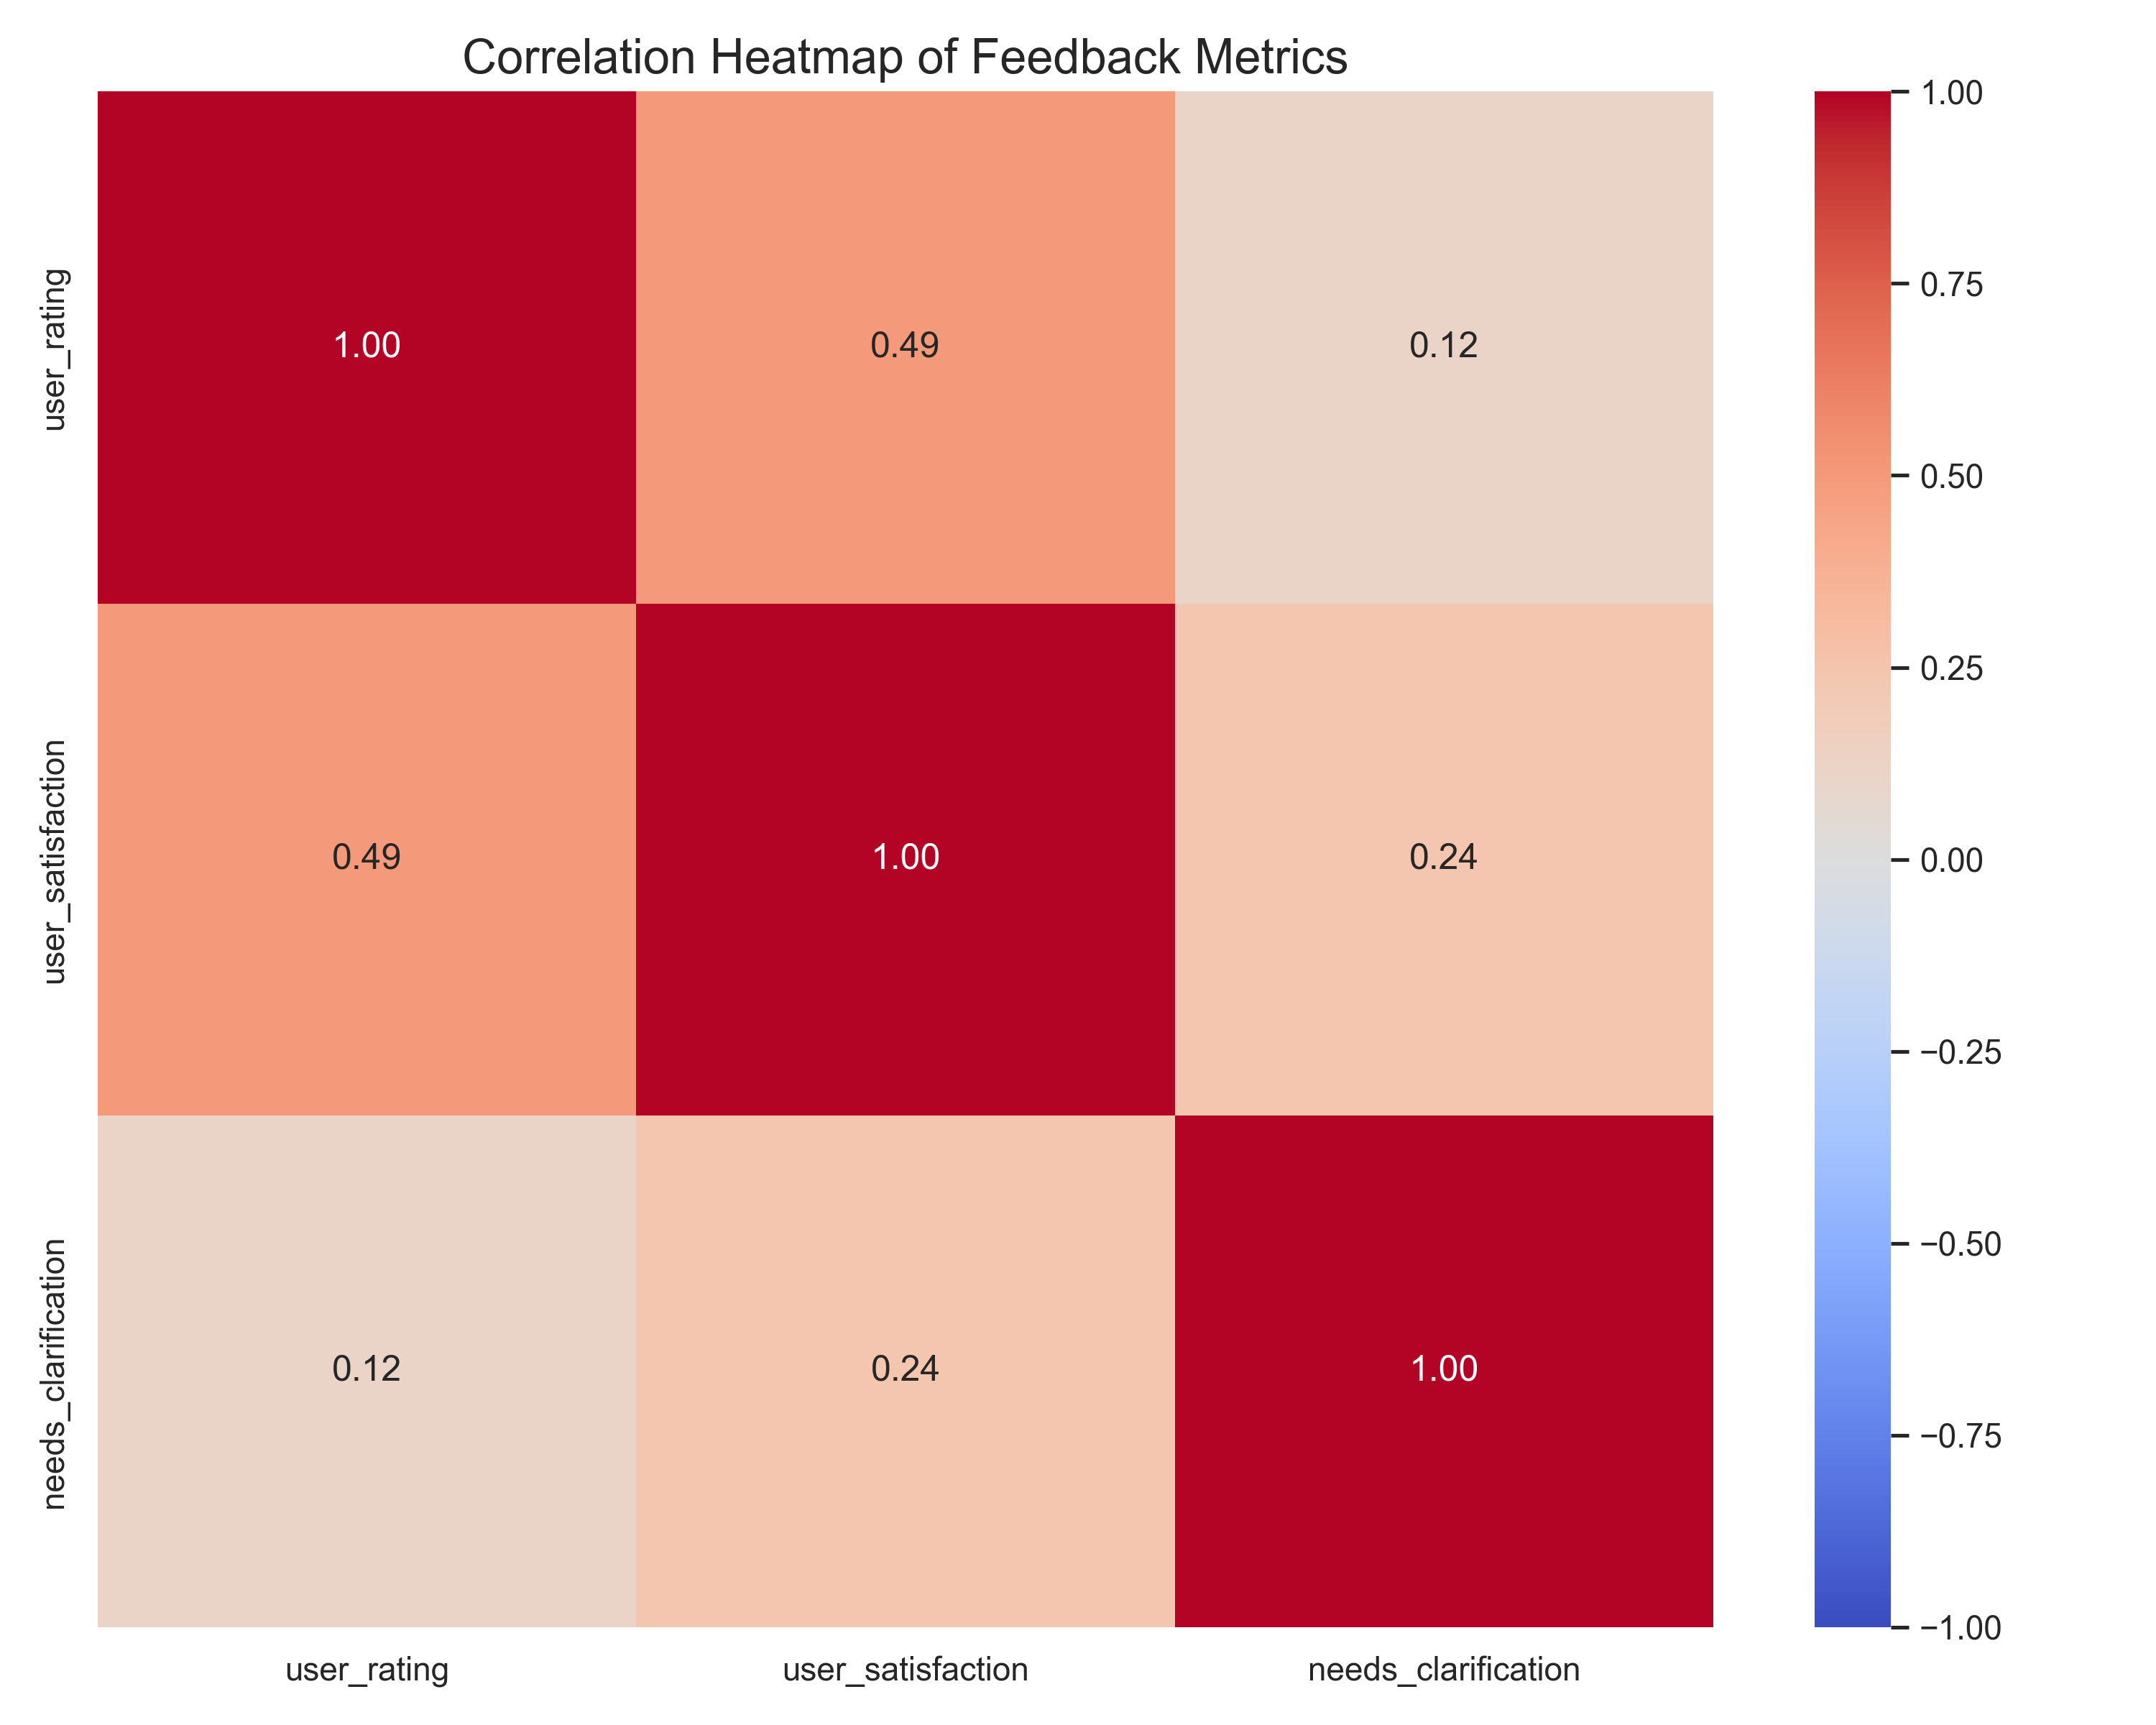 Correlation Heatmap of Feedback Metrics
user_rating
1.00
0.49
0.12
user_satisfaction
0.49
1.00
0.24
needs_clarification
0.12
0.24
1.00
user_rating
user_satisfaction
needs_clarification
1.00
0.75
0.50
0.25
0.00
−0.25
−0.50
−0.75
−1.00